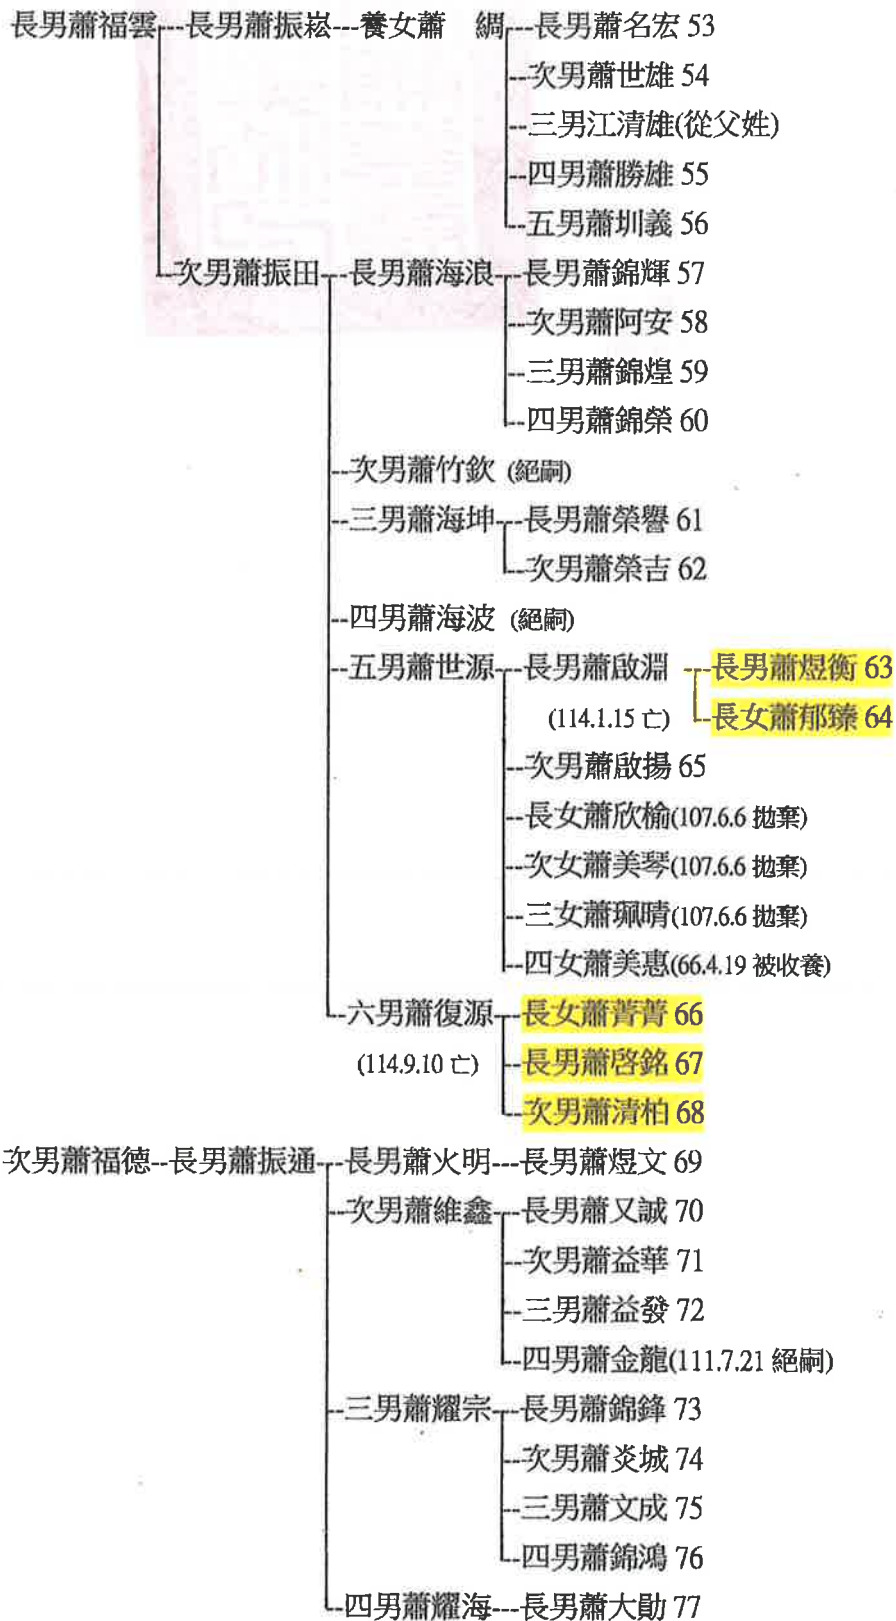 長男蕭福雲---長男蕭振崧---養女蕭 綢---長男蕭名宏 53
--次男蕭世雄 54
--三男江清雄(從父姓)
--四男蕭勝雄 55
--五男蕭圳義 56
--次男蕭振田---長男蕭海浪---長男蕭錦輝 57
--次男蕭阿安 58
--三男蕭錦煌 59
--四男蕭錦榮 60
--次男蕭竹欽 (絕嗣)
--三男蕭海坤---長男蕭榮譽 61
--次男蕭榮吉 62
--四男蕭海波 (絕嗣)
--五男蕭世源---長男蕭啟淵 ---長男蕭煜衡 63
(114.1.15 亡) --長女蕭郁臻 64
--次男蕭啟揚 65
--長女蕭欣榆(107.6.6 拋棄)
--次女蕭美琴(107.6.6 拋棄)
--三女蕭珮晴(107.6.6 拋棄)
--四女蕭美惠(66.4.19 被收養)
--六男蕭復源---長女蕭菁菁 66
(114.9.10 亡) --長男蕭啓銘 67
--次男蕭清柏 68
次男蕭福德--長男蕭振通---長男蕭火明---長男蕭煜文 69
--次男蕭維鑫---長男蕭又誠 70
--次男蕭益華 71
--三男蕭益發 72
--四男蕭金龍(111.7.21 絕嗣)
--三男蕭耀宗---長男蕭錦鋒 73
--次男蕭炎城 74
--三男蕭文成 75
--四男蕭錦鴻 76
--四男蕭耀海---長男蕭大勛 77